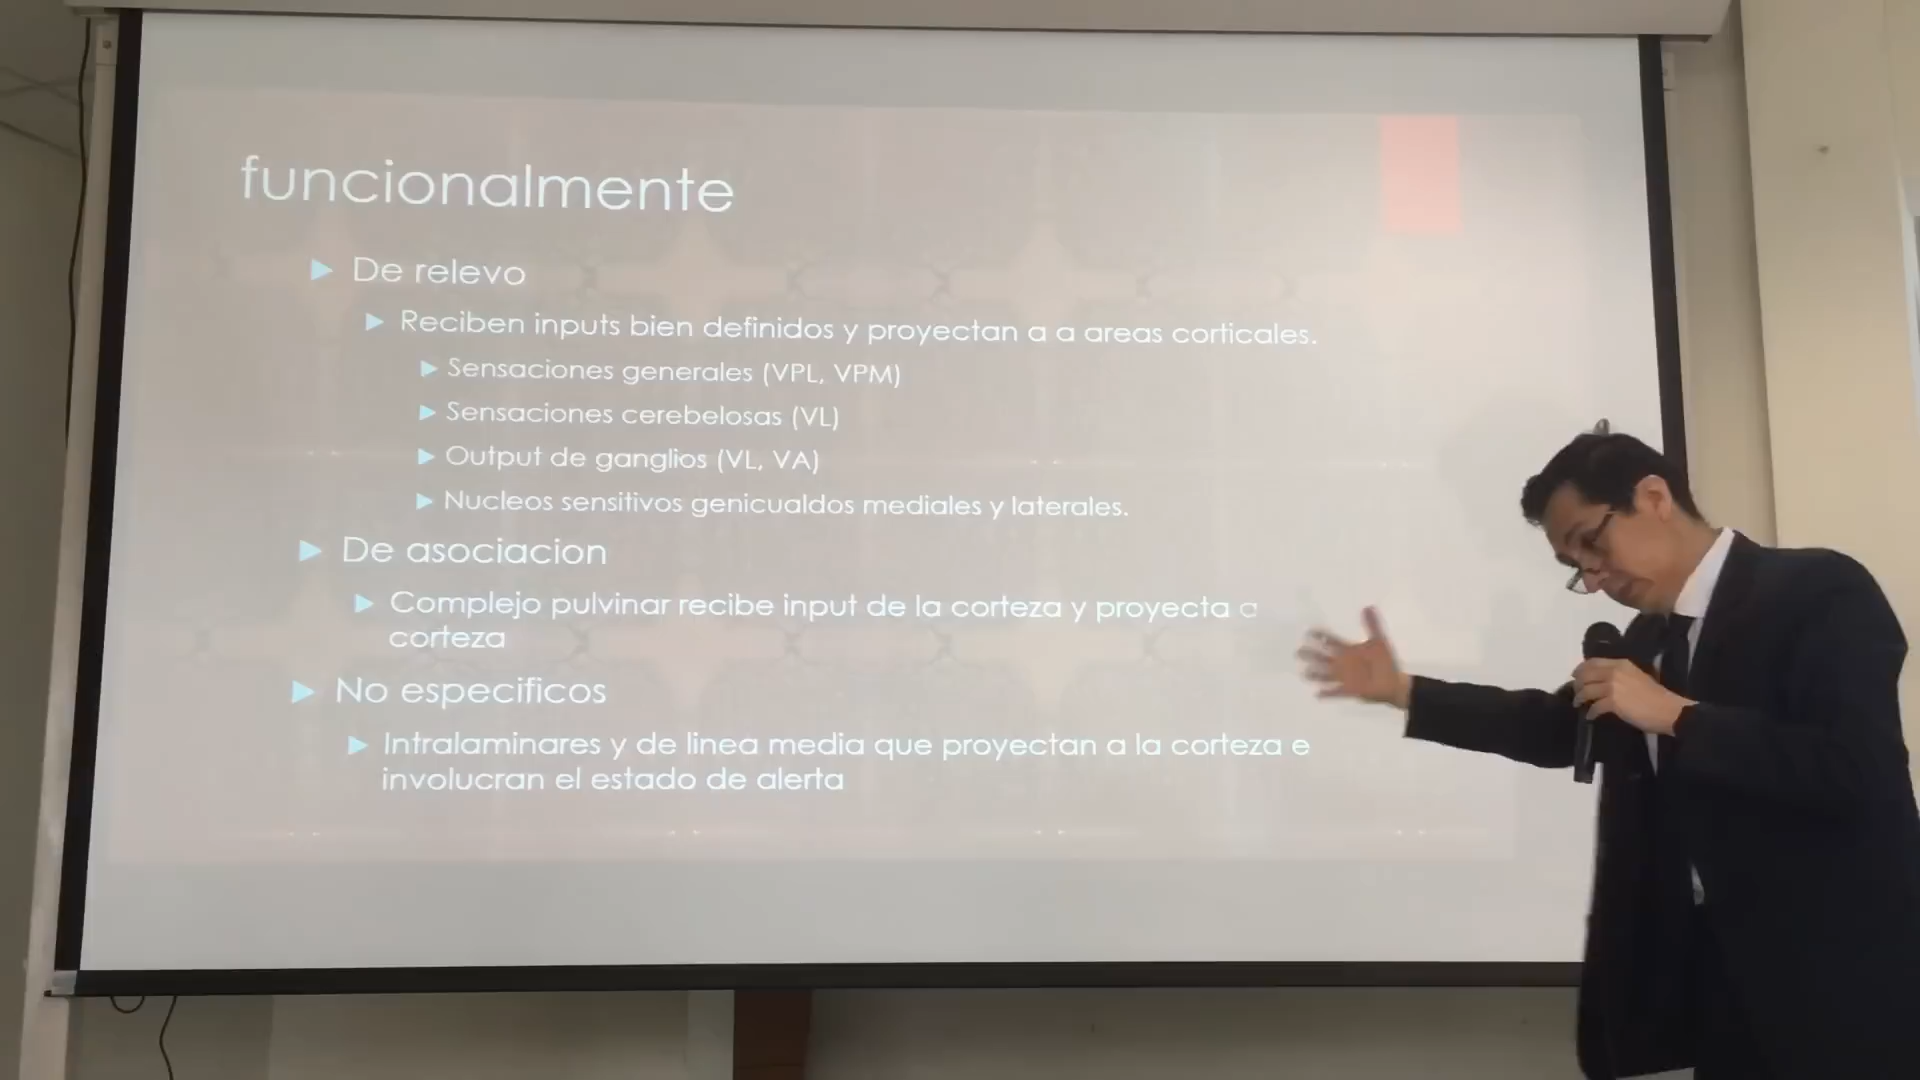 funcionalmente
De relevo
Reciben inputs bien definidos y proyectan a a areas corticales.
Sensaciones generales (VPL, VPM)
Sensaciones cerebelosas (VL)
Output de ganglios (VL, VA)
Nucleos sensitivos genicualdos mediales y laterales.
De asociacion
Complejo pulvinar recibe input de la corteza y proyecta a
corteza
No especificos
Intralaminares y de linea media que proyectan a la corteza e
involucran el estado de alerta